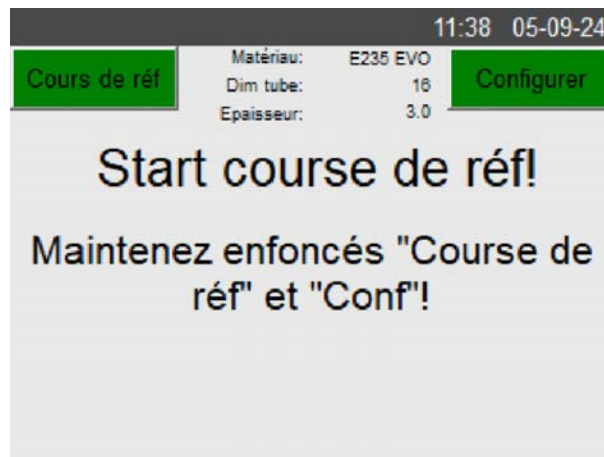 11:38 05-09-24
Cours de réf
Matériau: E235 EVO
Dim tube: 16
Epaisseur: 3.0
Configurer
Start course de réf!
Maintenez enfoncés "Course de
réf" et "Conf"!